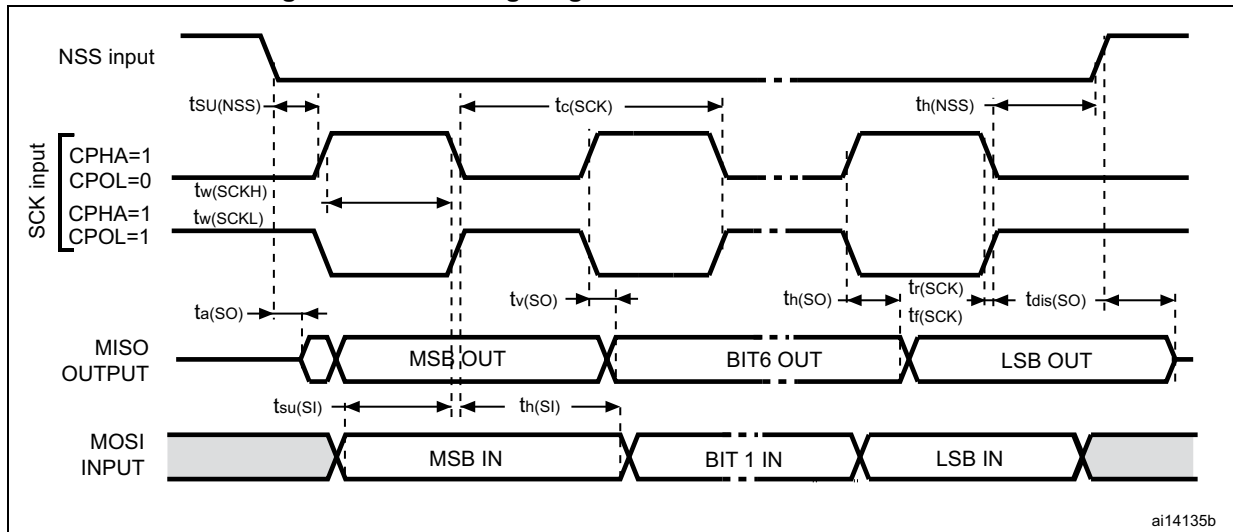 NSS input
tSU(NSS)
tc(SCK)
th(NSS)
SCK input
CPHA=1
CPOL=0
tw(SCKH)
CPHA=1
tw(SCKL)
CPOL=1
ta(SO)
tv(SO)
th(SO)
tr(SCK)
tf(SCK)
tdis(SO)
MISO
OUTPUT
MSB OUT
BIT6 OUT
LSB OUT
tsu(SI)
th(SI)
MOSI
INPUT
MSB IN
BIT 1 IN
LSB IN
ai14135b